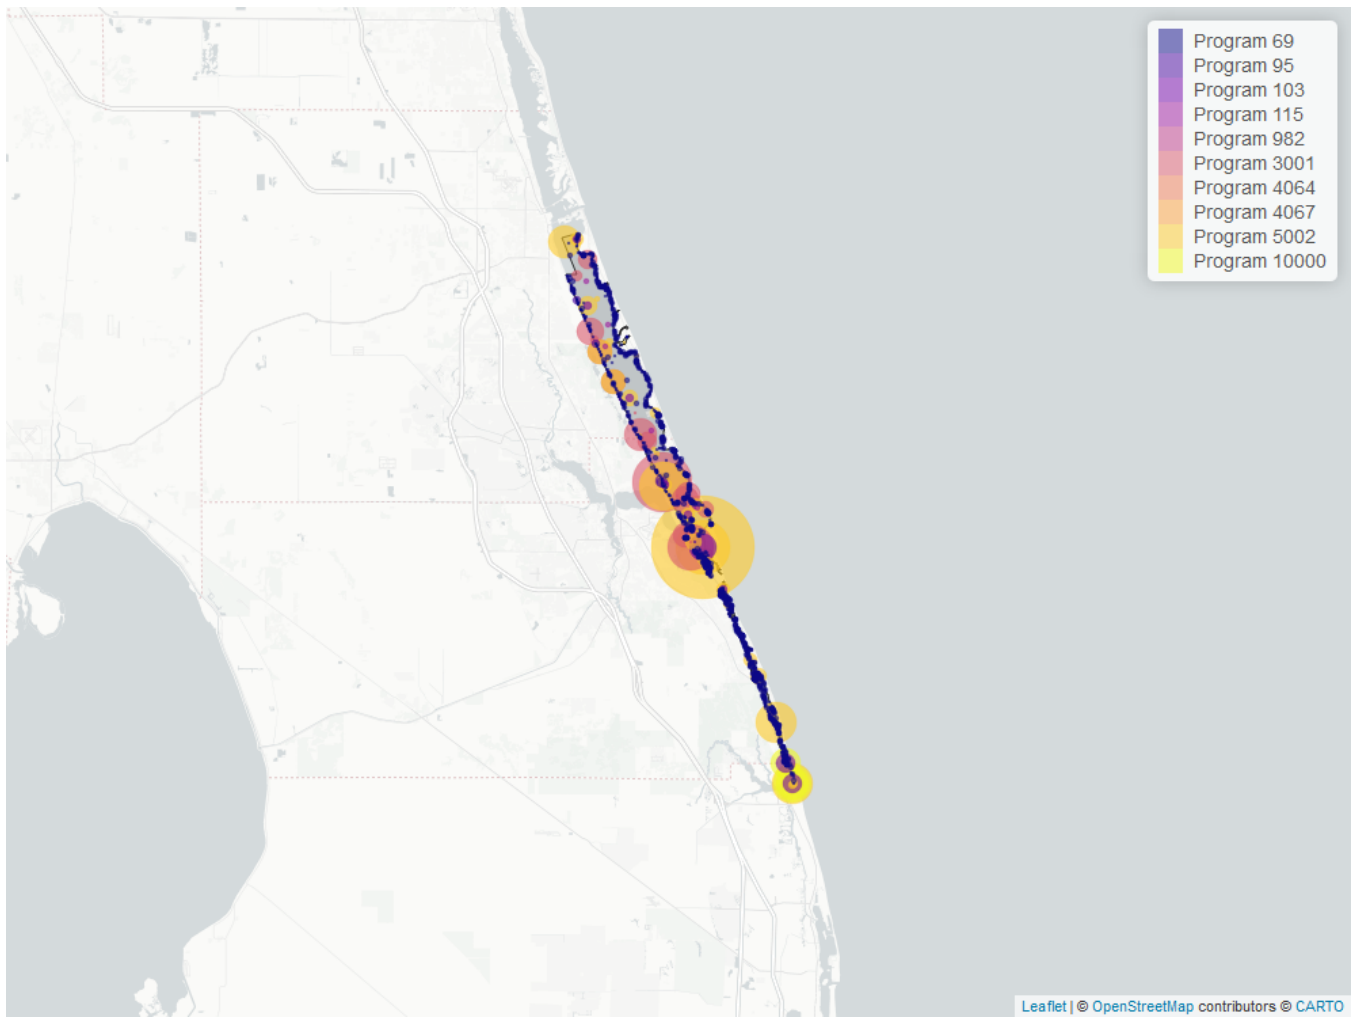 Program 69
Program 95
Program 103
Program 115
Program 982
Program 3001
Program 4064
Program 4067
Program 5002
Program 10000
Leaflet | © OpenStreetMap contributors © CARTO